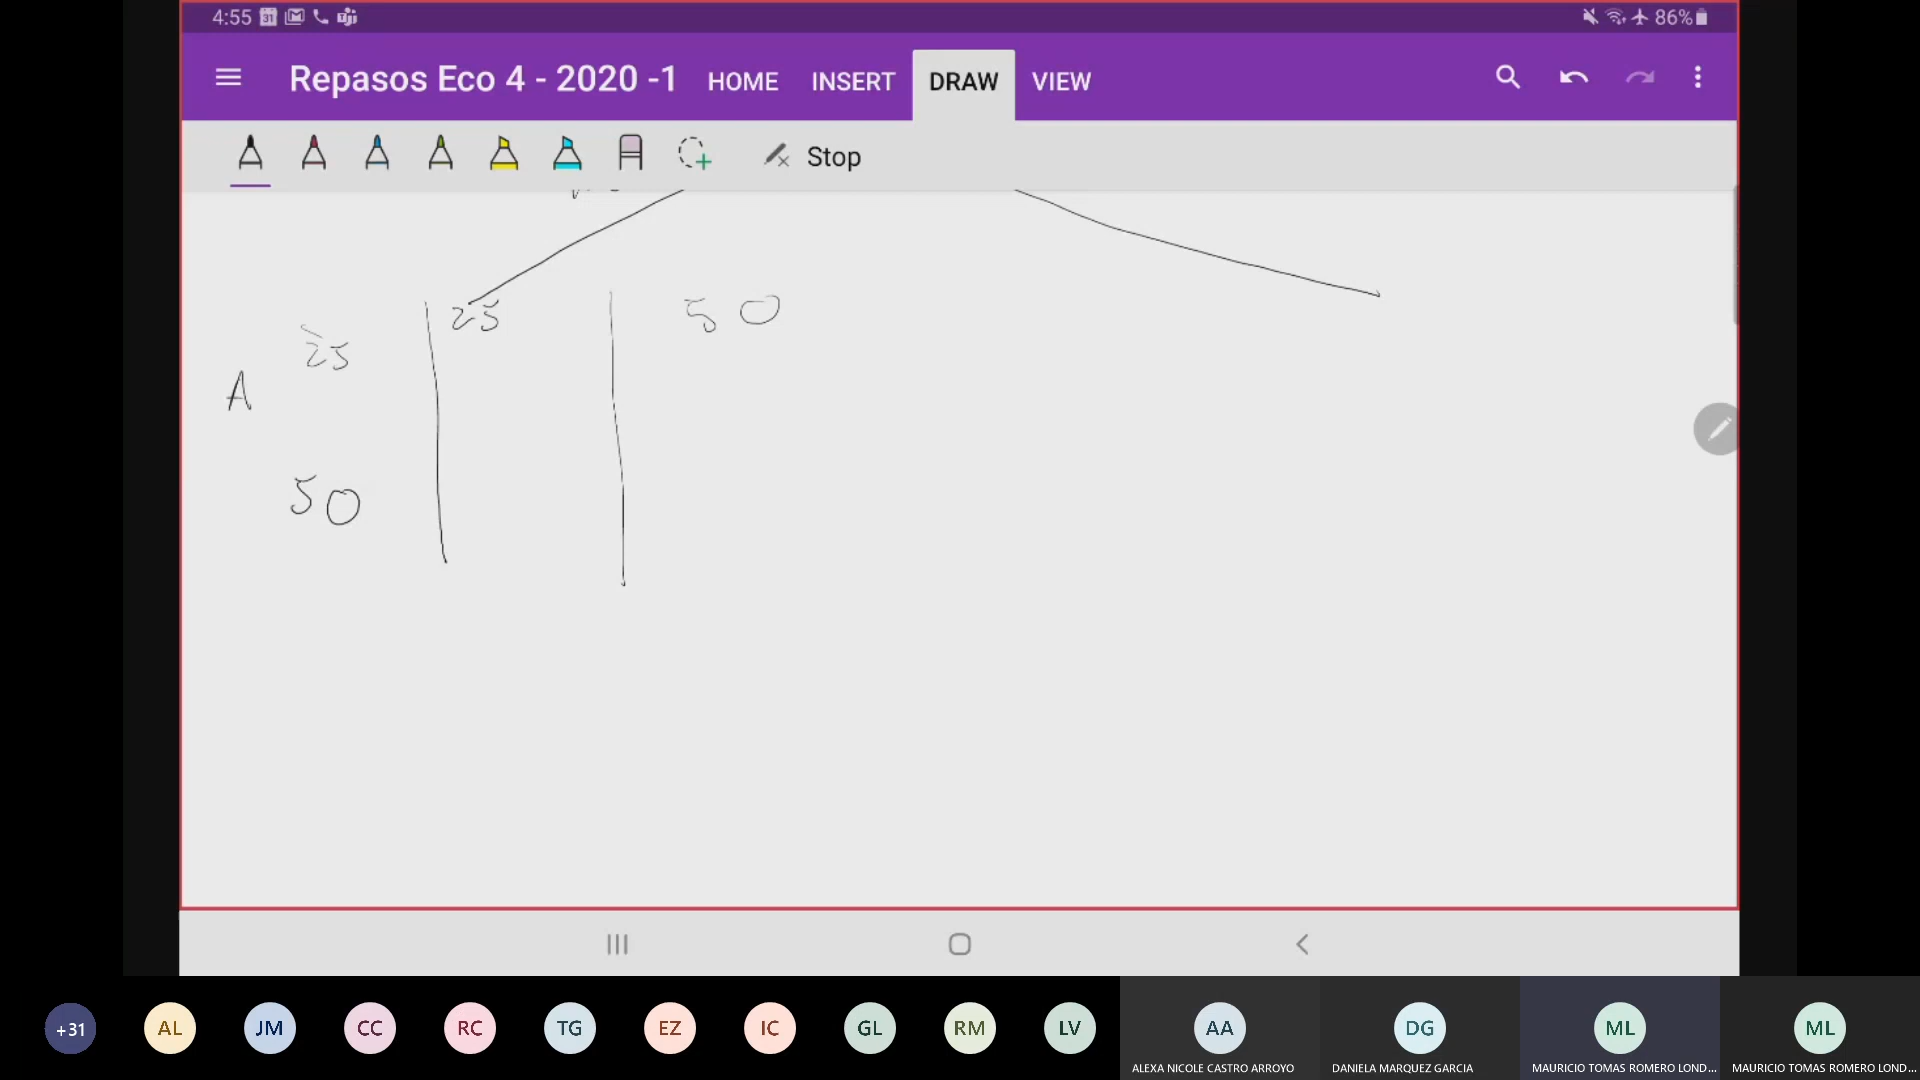 4:55 31 86%
Repasos Eco 4 - 2020 -1 HOME INSERT DRAW VIEW
Stop
25 50
25
A
50
+31 AL JM CC RC TG EZ IC GL RM LV AA DG ML ML
ALEXA NICOLE CASTRO ARROYO DANIELA MARQUEZ GARCIA MAURICIO TOMAS ROMERO LOND... MAURICIO TOMAS ROMERO LOND...